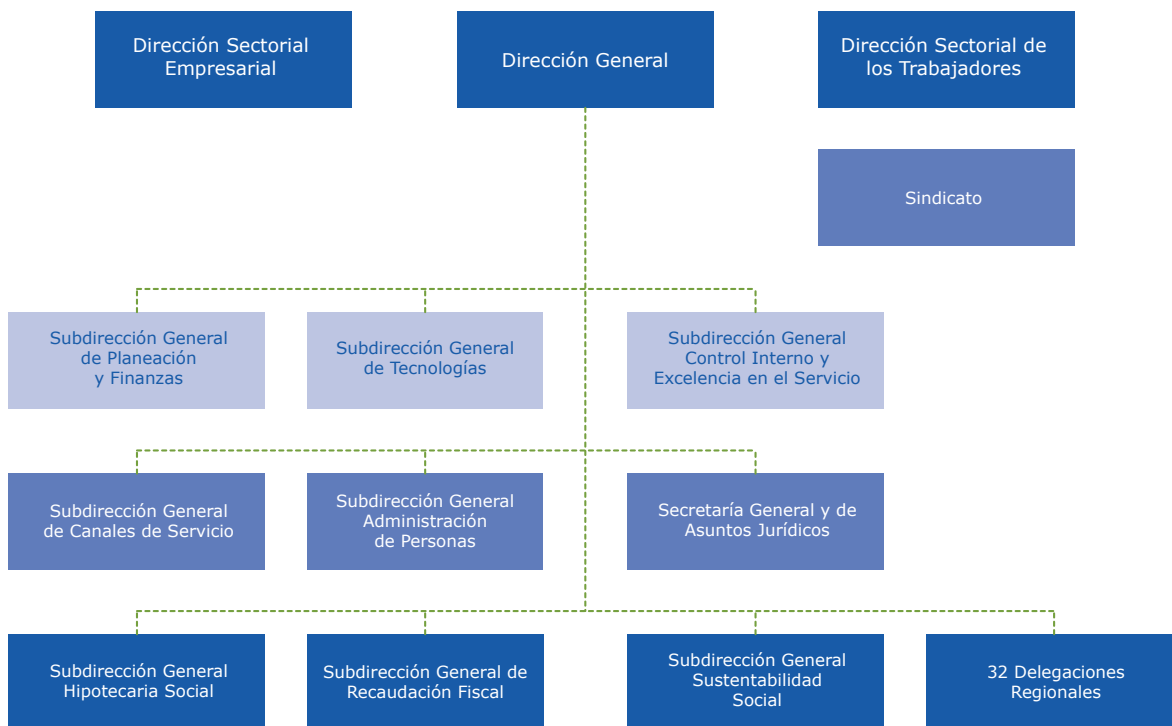 Dirección Sectorial
Empresarial
Dirección General
Dirección Sectorial de
los Trabajadores
Sindicato
Subdirección General
de Planeación
y Finanzas
Subdirección General
de Tecnologías
Subdirección General
Control Interno y
Excelencia en el Servicio
Subdirección General
de Canales de Servicio
Subdirección General
Administración
de Personas
Secretaría General y de
Asuntos Jurídicos
Subdirección General
Hipotecaria Social
Subdirección General de
Recaudación Fiscal
Subdirección General
Sustentabilidad
Social
32 Delegaciones
Regionales